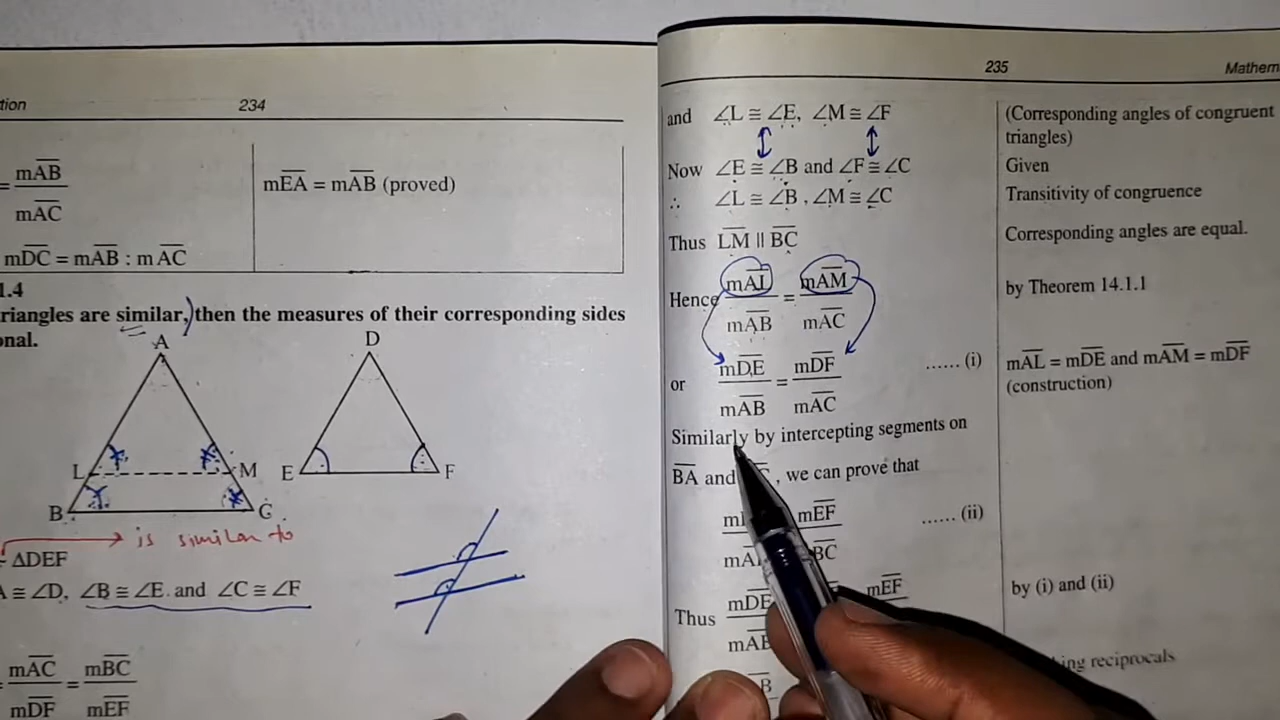 tion 234
= mAB / mAC
mEA = mAB (proved)
mDC = mAB : mAC
1.4
riangles are similar, then the measures of their corresponding sides
onal.
A
D
L M E F
B C
is similar to
ΔDEF
A ≅ ∠D, ∠B ≅ ∠E and ∠C ≅ ∠F
= mAC / mDF = mBC / mEF
235 Mathem
and ∠L ≅ ∠E, ∠M ≅ ∠F (Corresponding angles of congruent
triangles)
Now ∠E ≅ ∠B and ∠F ≅ ∠C Given
∴ ∠L ≅ ∠B, ∠M ≅ ∠C Transitivity of congruence
Thus LM || BC Corresponding angles are equal.
Hence mAL / mAB = mAM / mAC by Theorem 14.1.1
or mDE / mAB = mDF / mAC ...... (i) mAL = mDE and mAM = mDF
(construction)
Similarly by intercepting segments on
BA and , we can prove that
mEF / BC ...... (ii)
Thus mDE mEF by (i) and (ii)
reciprocals